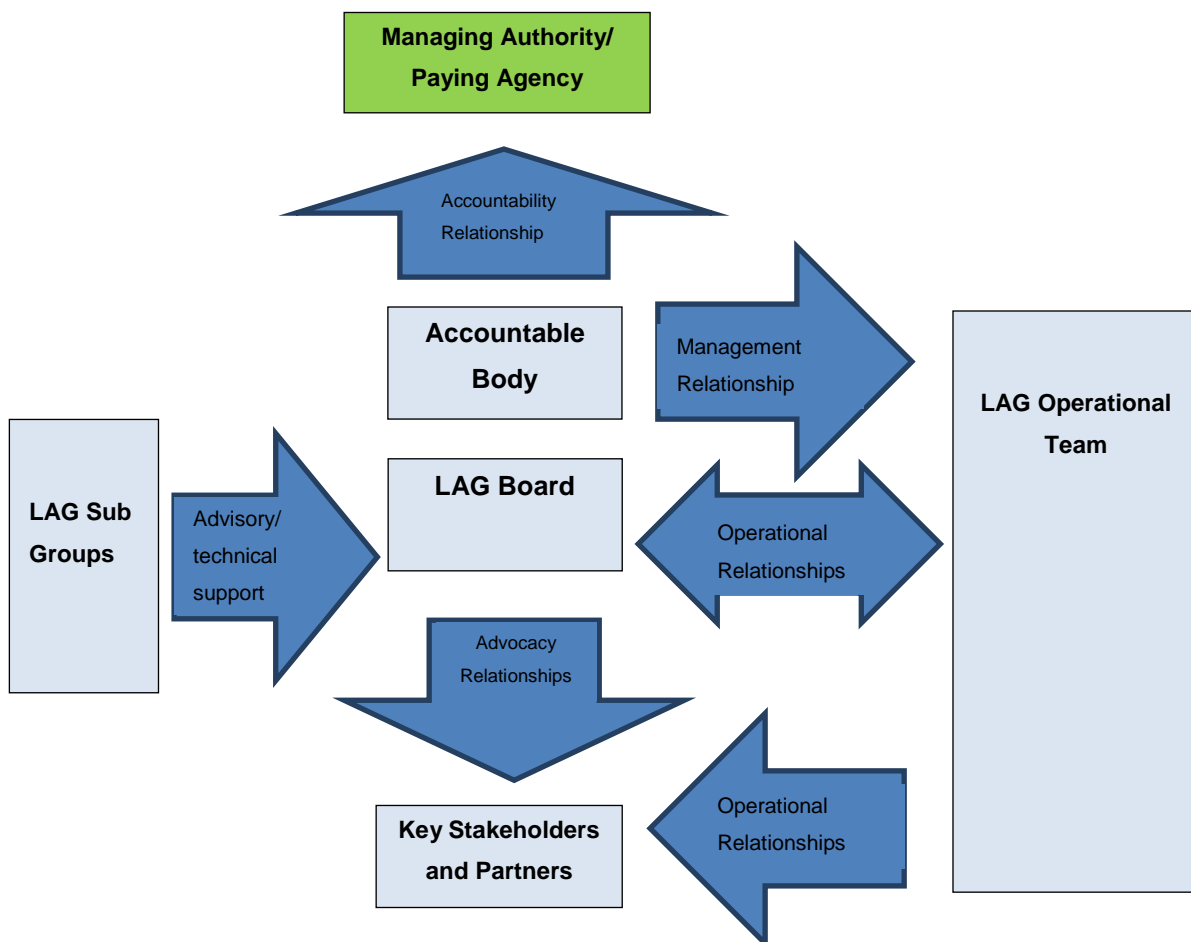 Managing Authority/
Paying Agency
Accountability
Relationship
Accountable
Body
Management
Relationship
LAG Operational
Team
LAG Sub
Groups
Advisory/
technical
support
LAG Board
Operational
Relationships
Advocacy
Relationships
Key Stakeholders
and Partners
Operational
Relationships